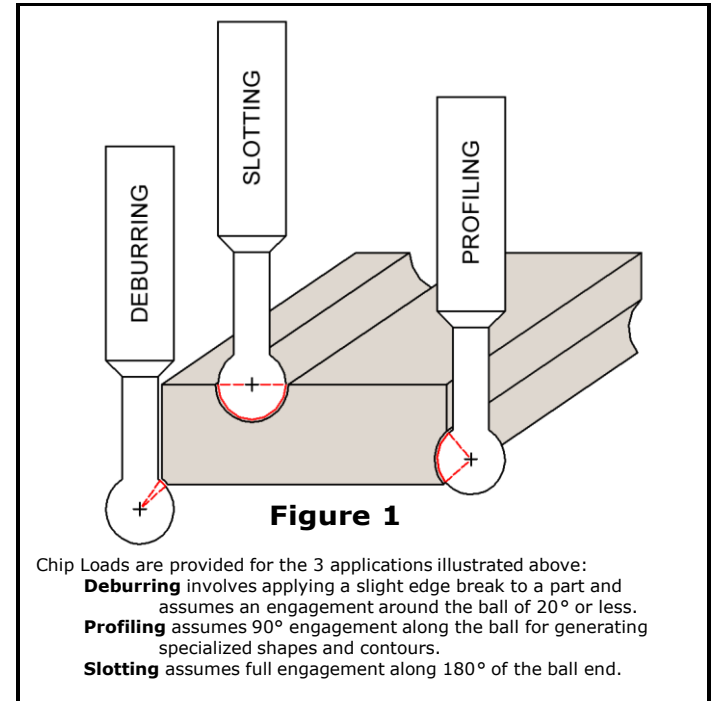 SLOTTING
PROFILING
DEBURRING
Figure 1
Chip Loads are provided for the 3 applications illustrated above:
Deburring involves applying a slight edge break to a part and
assumes an engagement around the ball of 20° or less.
Profiling assumes 90° engagement along the ball for generating
specialized shapes and contours.
Slotting assumes full engagement along 180° of the ball end.